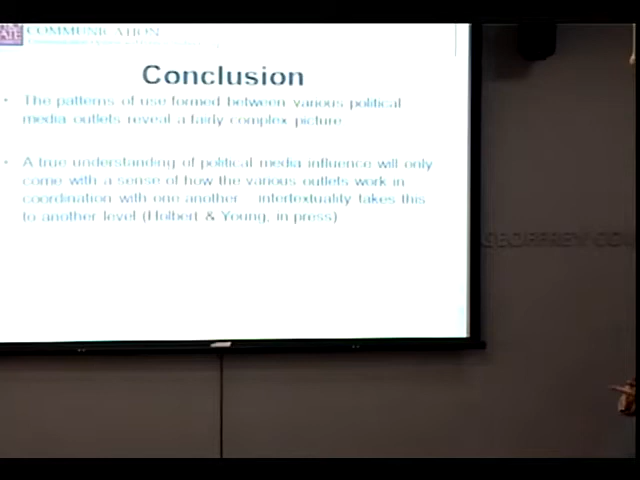 ATE
COMMUNICATION
Conclusion
• The patterns of use formed between various political
media outlets reveal a fairly complex picture
• A true understanding of political media influence will only
come with a sense of how the various outlets work in
coordination with one another – intertextuality takes this
to another level (Holbert & Young, in press)
GEOFFREY CO